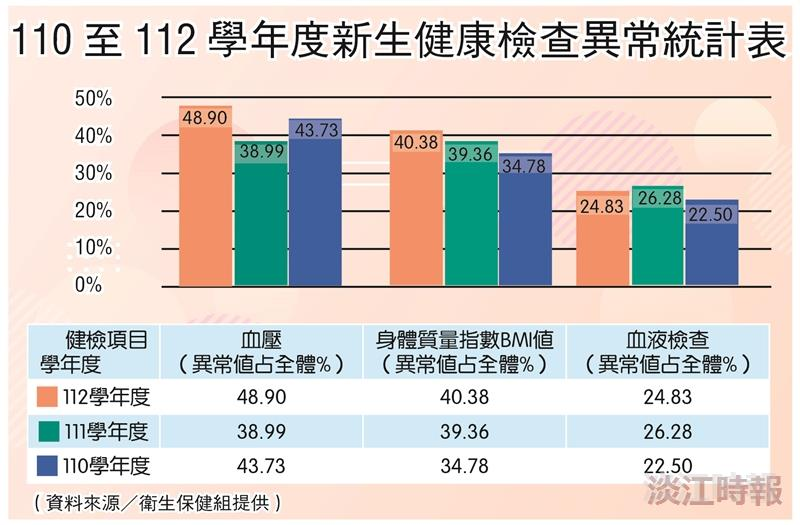 110 至 112 學年度新生健康檢查異常統計表
50%
40%
30%
20%
10%
0%
48.90
38.99
43.73
40.38
39.36
34.78
24.83
26.28
22.50
健檢項目 血壓 身體質量指數BMI值 血液檢查
學年度 (異常值占全體%) (異常值占全體%) (異常值占全體%)
112學年度 48.90 40.38 24.83
111學年度 38.99 39.36 26.28
110學年度 43.73 34.78 22.50
(資料來源／衛生保健組提供)
淡江時報